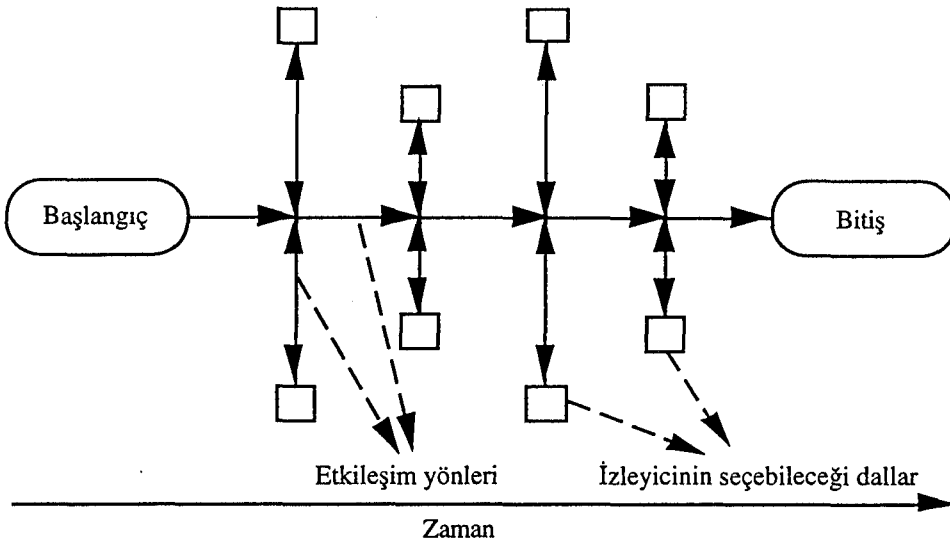 Başlangıç
Bitiş
Etkileşim yönleri
İzleyicinin seçebileceği dallar
Zaman